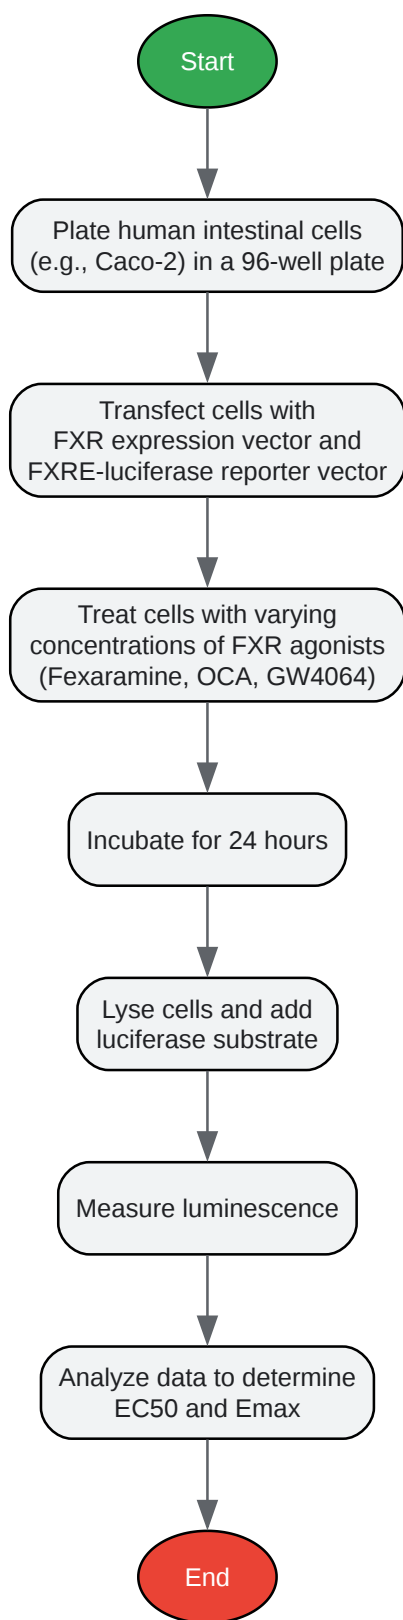 Start
Plate human intestinal cells
(e.g., Caco-2) in a 96-well plate
Transfect cells with
FXR expression vector and
FXRE-luciferase reporter vector
Treat cells with varying
concentrations of FXR agonists
(Fexaramine, OCA, GW4064)
Incubate for 24 hours
Lyse cells and add
luciferase substrate
Measure luminescence
Analyze data to determine
EC50 and Emax
End